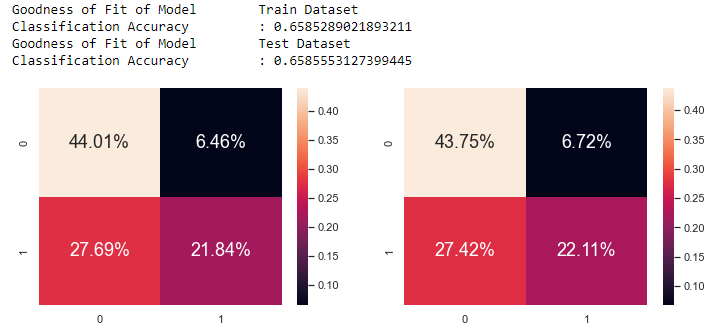 Goodness of Fit of Model Train Dataset
Classification Accuracy : 0.6585289021893211
Goodness of Fit of Model Test Dataset
Classification Accuracy : 0.6585553127399445
0 44.01% 6.46% 0.40
0.35
0.30
0.25
1 27.69% 21.84% 0.20
0.15
0.10
0 1
0 43.75% 6.72% 0.40
0.35
0.30
0.25
1 27.42% 22.11% 0.20
0.15
0.10
0 1